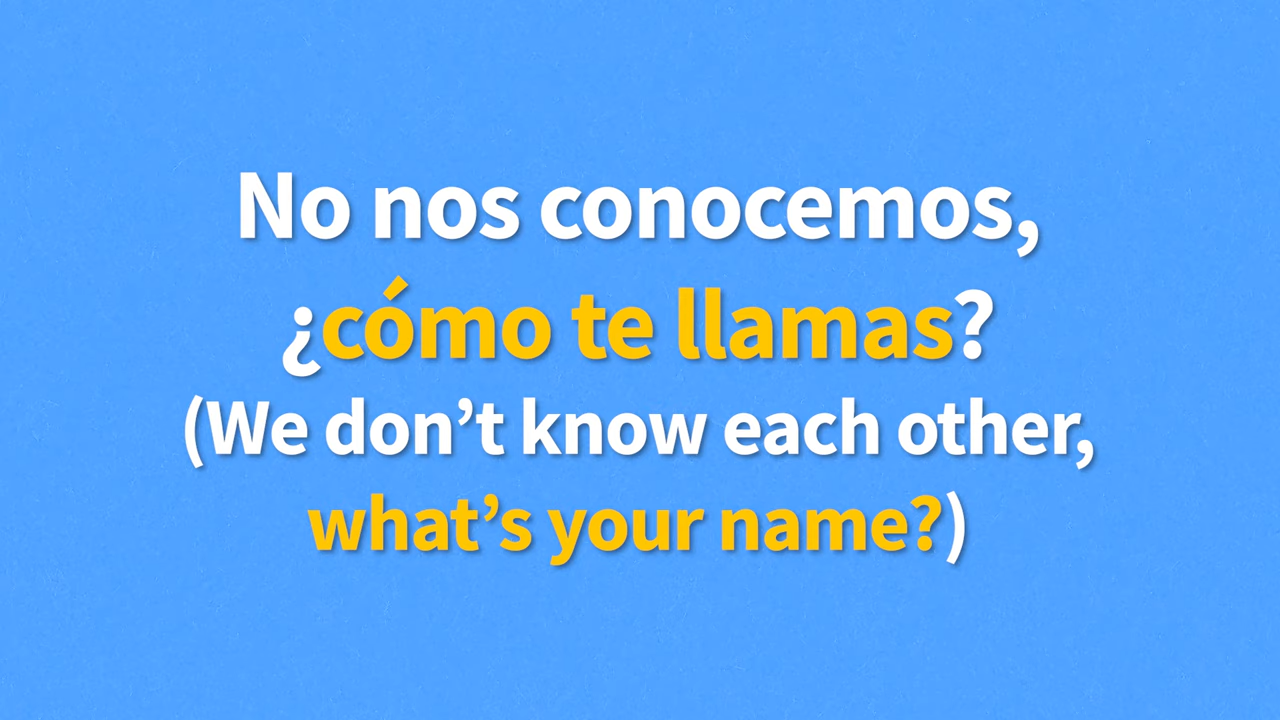 No nos conocemos,
¿cómo te llamas?
(We don’t know each other,
what’s your name?)